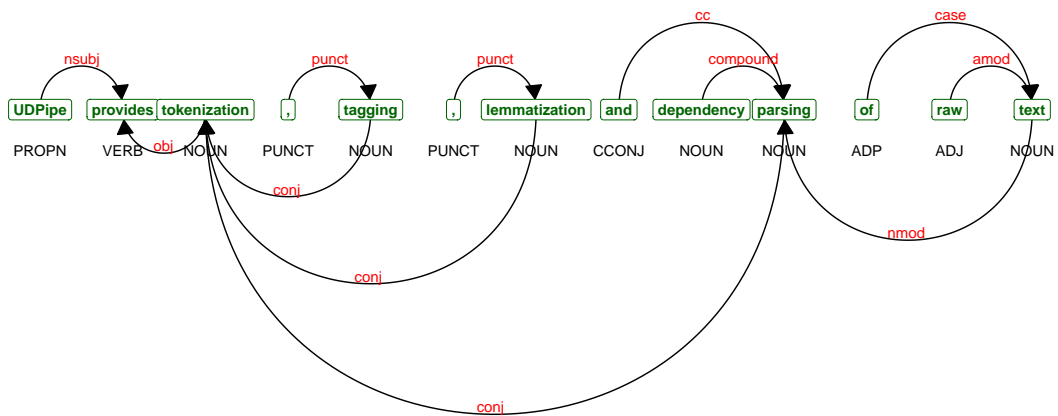 cc case
nsubj punct punct compound amod
UDPipe provides tokenization , tagging , lemmatization and dependency parsing of raw text
obj
PROPN VERB NOUN PUNCT NOUN PUNCT NOUN CCONJ NOUN NOUN ADP ADJ NOUN
conj
nmod
conj
conj